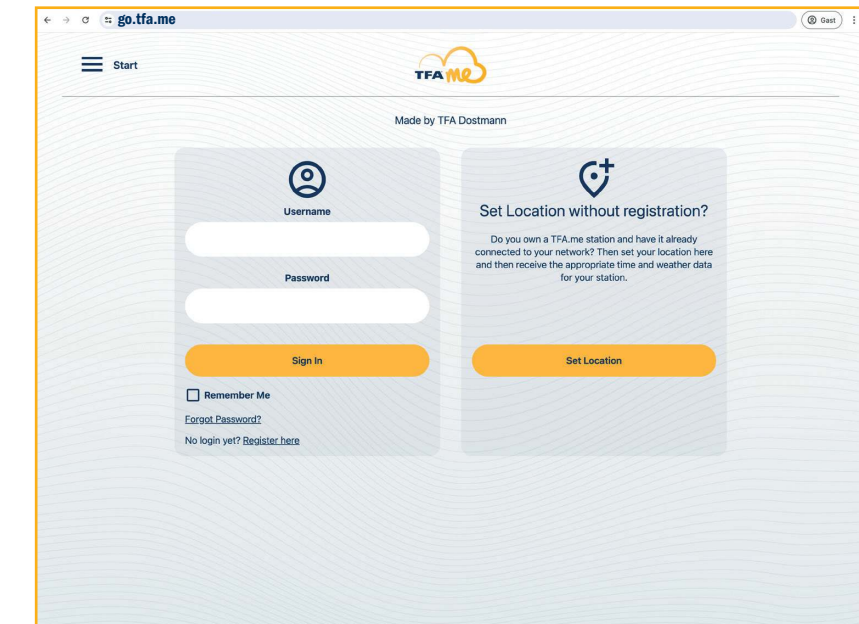 go.tfa.me
Gast
Start
TFA me
Made by TFA Dostmann
Username
Password
Sign In
Remember Me
Forgot Password?
No login yet? Register here
Set Location without registration?
Do you own a TFA.me station and have it already
connected to your network? Then set your location here
and then receive the appropriate time and weather data
for your station.
Set Location